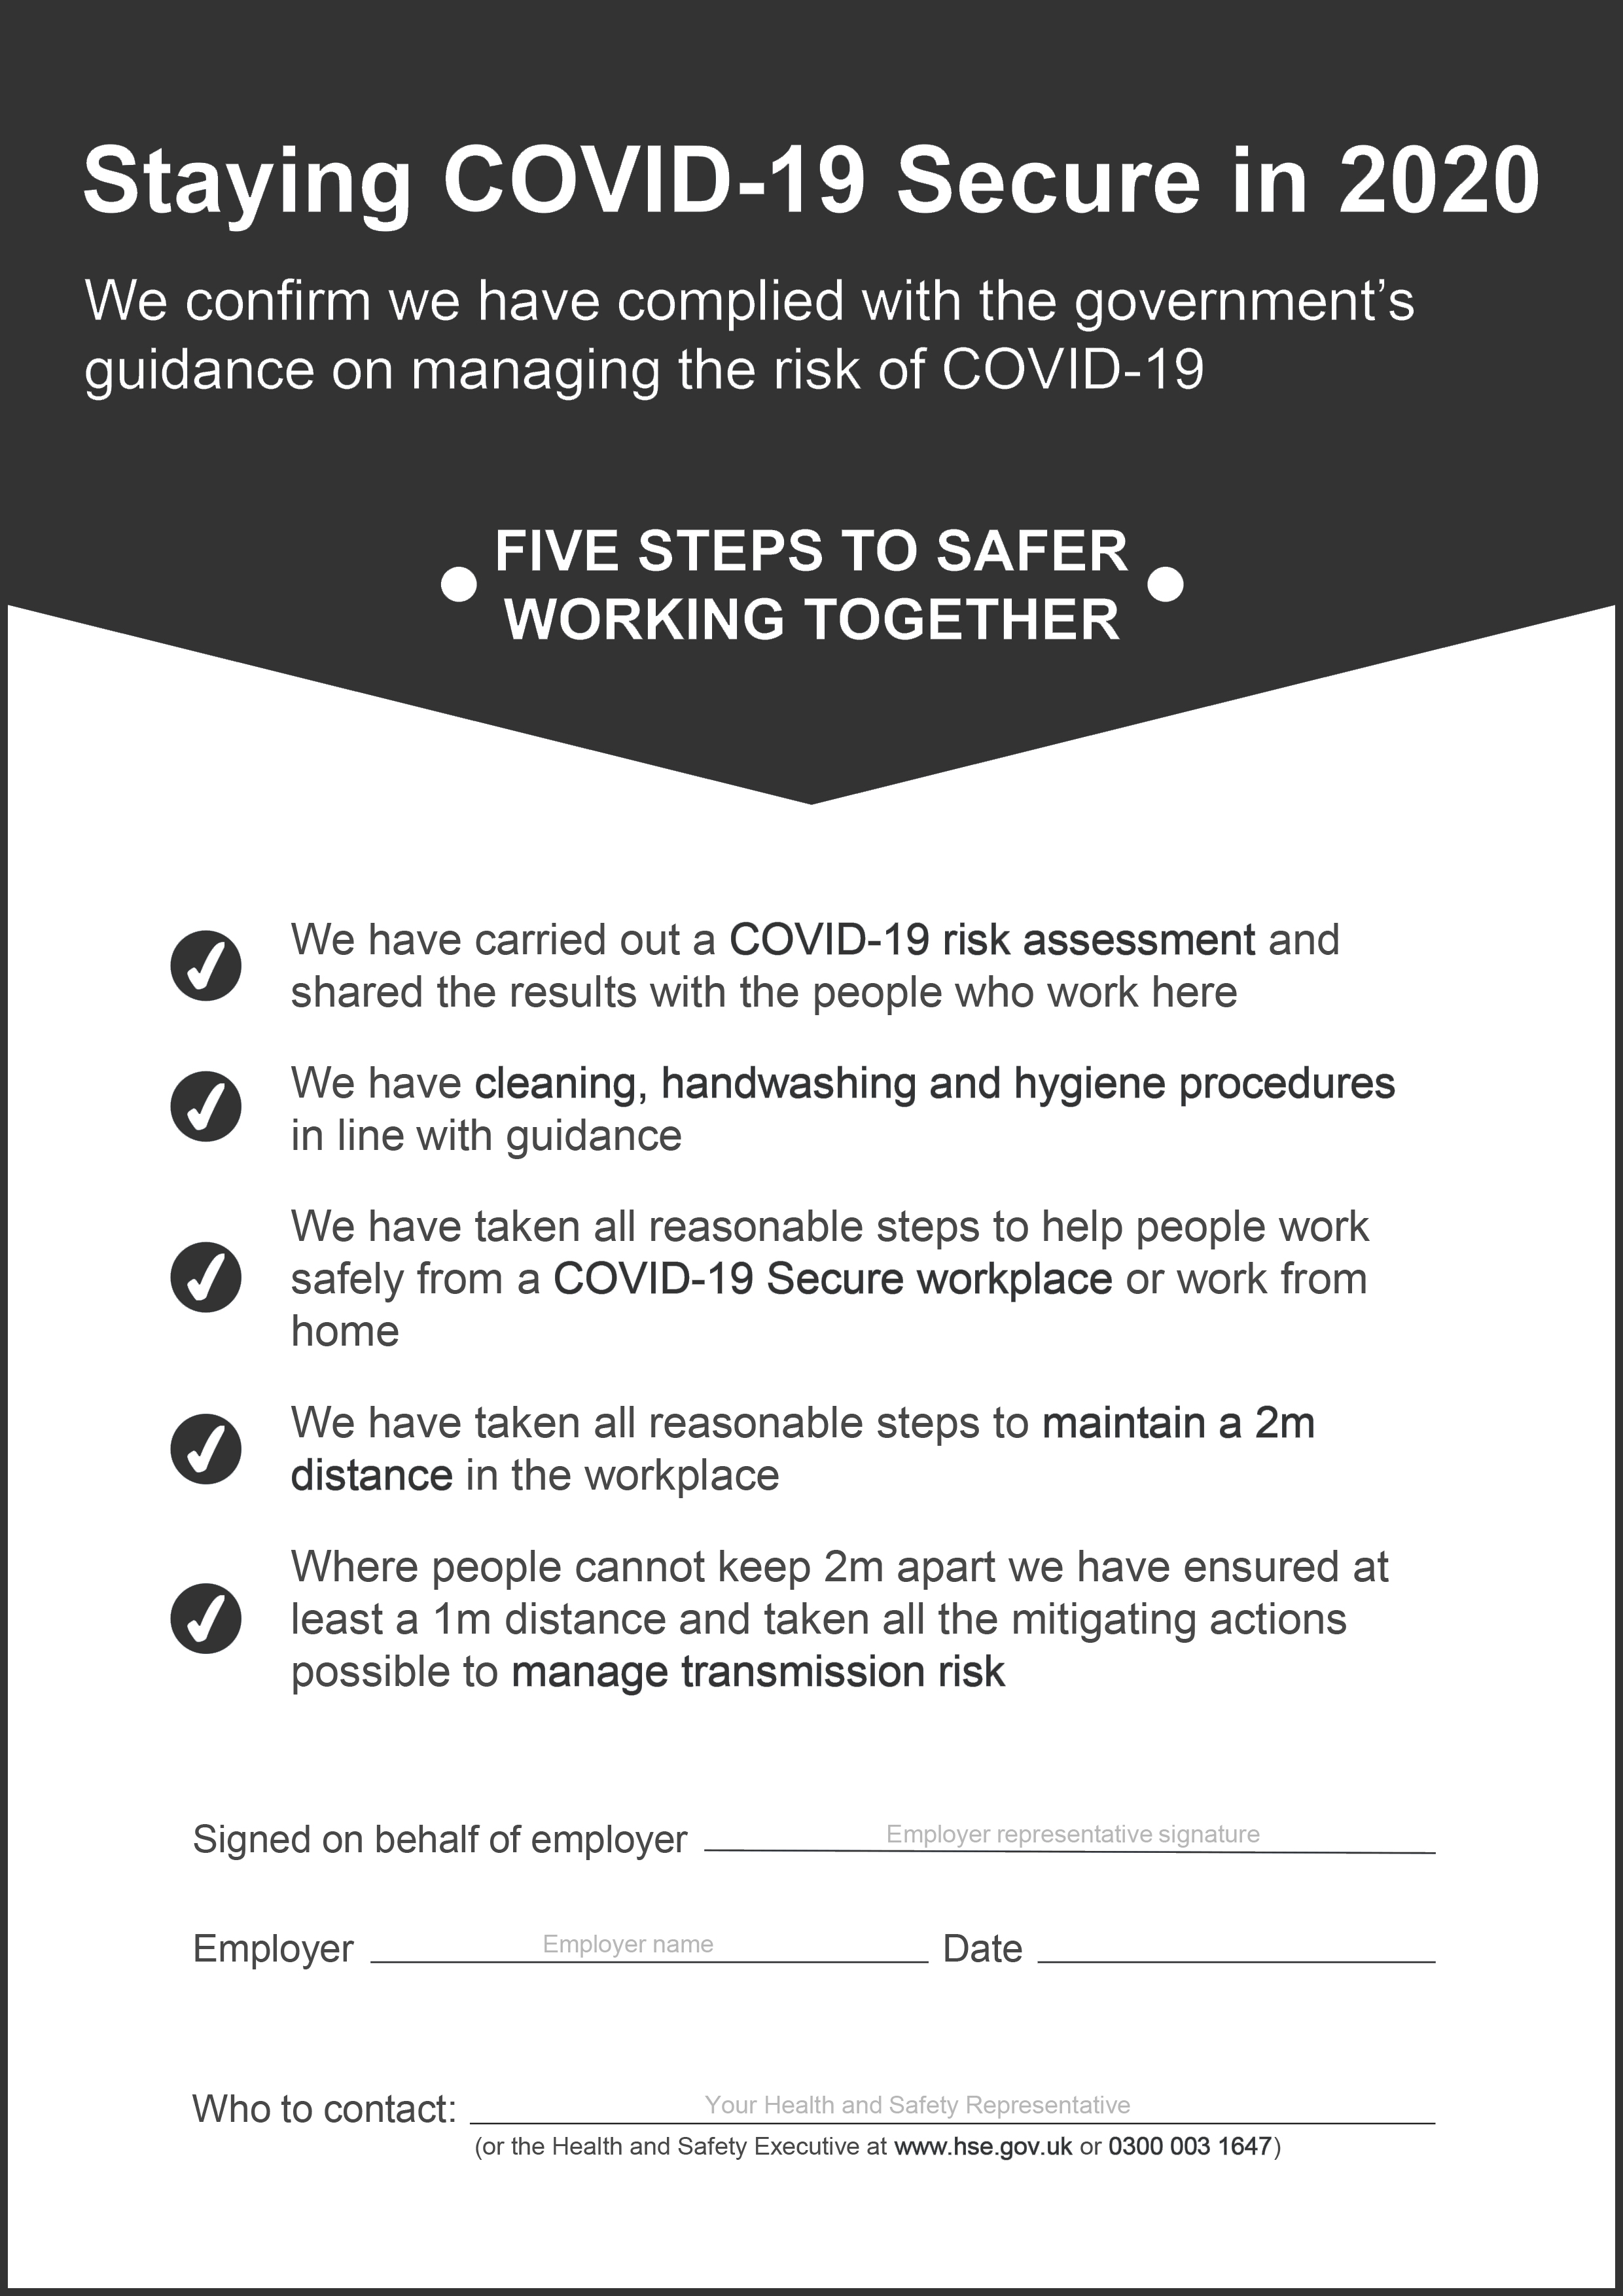 Staying COVID-19 Secure in 2020
We confirm we have complied with the government’s
guidance on managing the risk of COVID-19
FIVE STEPS TO SAFER
WORKING TOGETHER
We have carried out a COVID-19 risk assessment and
shared the results with the people who work here
We have cleaning, handwashing and hygiene procedures
in line with guidance
We have taken all reasonable steps to help people work
safely from a COVID-19 Secure workplace or work from
home
We have taken all reasonable steps to maintain a 2m
distance in the workplace
Where people cannot keep 2m apart we have ensured at
least a 1m distance and taken all the mitigating actions
possible to manage transmission risk
Signed on behalf of employer Employer representative signature
Employer Employer name Date
Who to contact: Your Health and Safety Representative
(or the Health and Safety Executive at www.hse.gov.uk or 0300 003 1647)